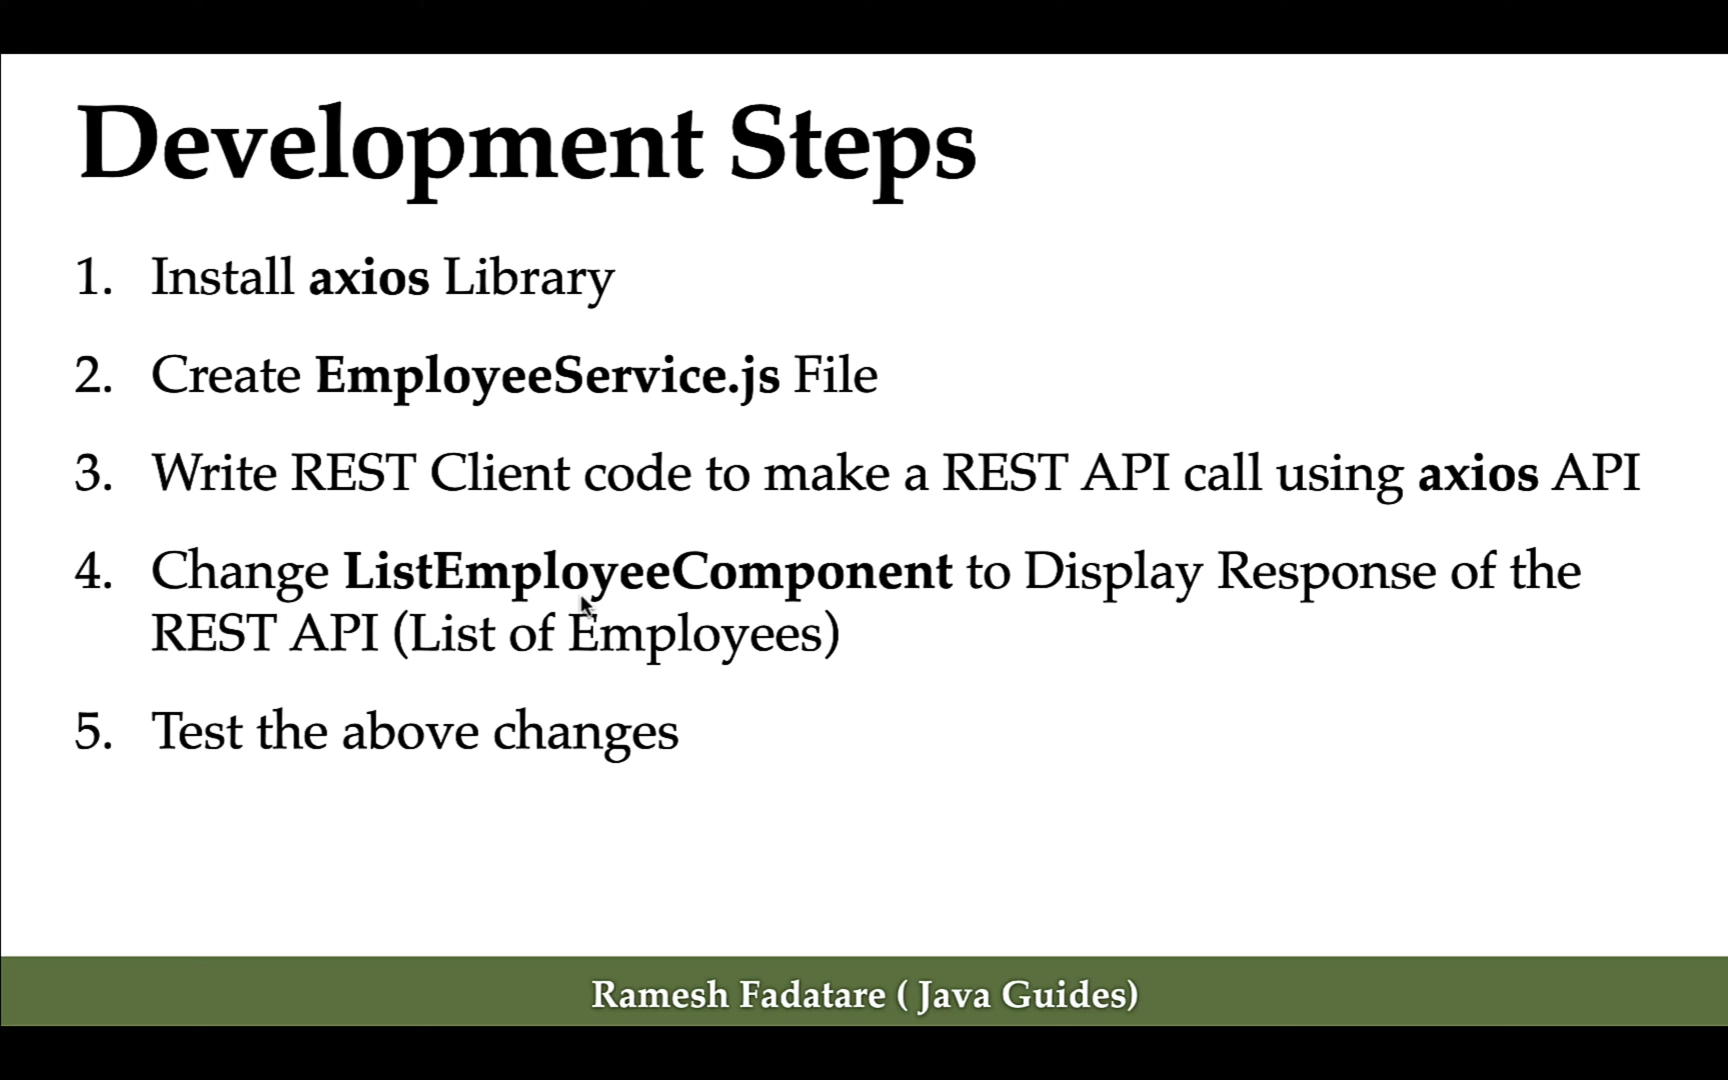 Development Steps
1. Install axios Library
2. Create EmployeeService.js File
3. Write REST Client code to make a REST API call using axios API
4. Change ListEmployeeComponent to Display Response of the
REST API (List of Employees)
5. Test the above changes
Ramesh Fadatare ( Java Guides)